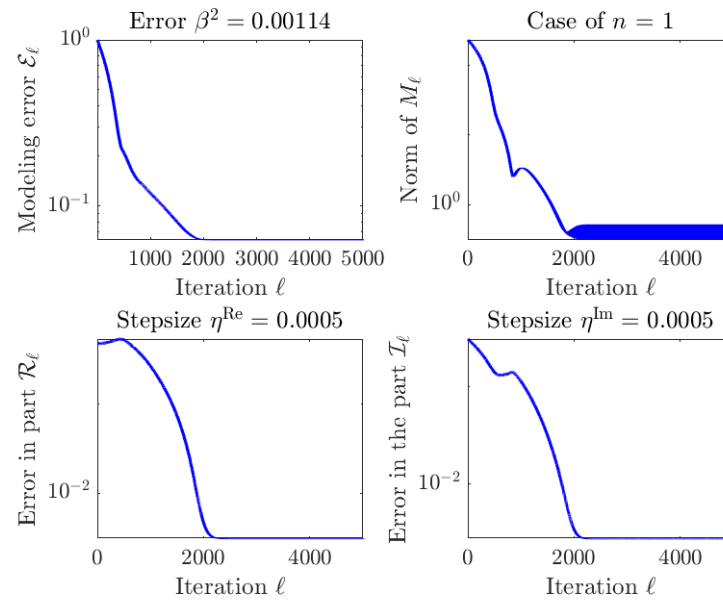 Error β² = 0.00114
Modeling error ℰ_ℓ
10⁰
10⁻¹
1000 2000 3000 4000 5000
Iteration ℓ
Case of n = 1
Norm of M_ℓ
10⁰
0 2000 4000
Iteration ℓ
Stepsize η^Re = 0.0005
Error in part ℛ_ℓ
10⁻²
0 2000 4000
Iteration ℓ
Stepsize η^Im = 0.0005
Error in the part ℐ_ℓ
10⁻²
0 2000 4000
Iteration ℓ